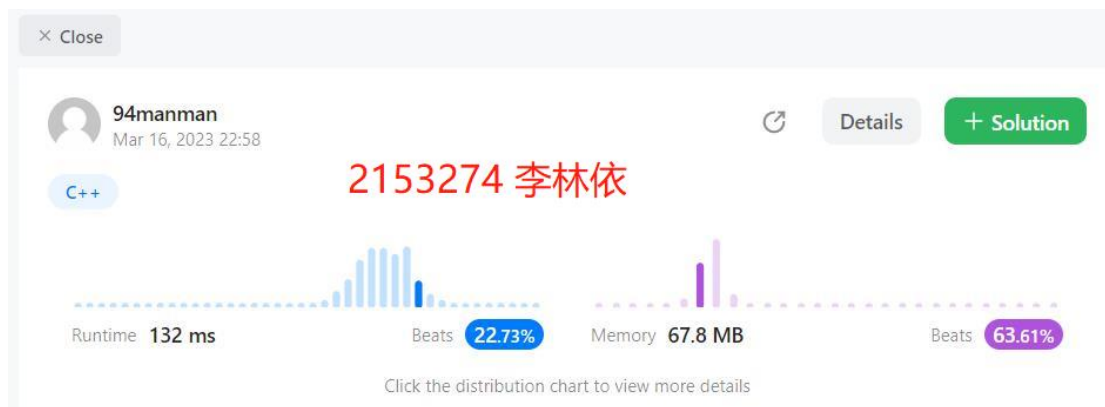 × Close
94manman
Mar 16, 2023 22:58
Details
+ Solution
C++
2153274 李林依
Runtime 132 ms
Beats 22.73%
Memory 67.8 MB
Beats 63.61%
Click the distribution chart to view more details